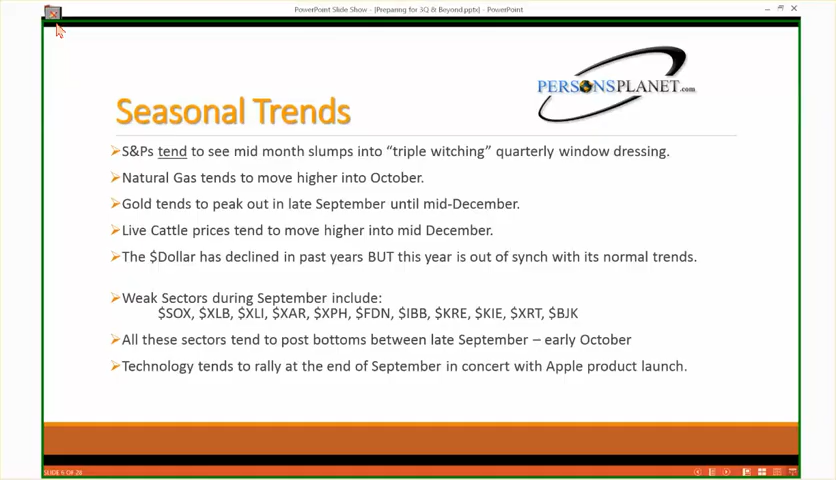 PowerPoint Slide Show - [Preparing for 3Q & Beyond.pptx] - PowerPoint
PERSONSPLANET.com
Seasonal Trends
S&Ps tend to see mid month slumps into “triple witching” quarterly window dressing.
Natural Gas tends to move higher into October.
Gold tends to peak out in late September until mid-December.
Live Cattle prices tend to move higher into mid December.
The $Dollar has declined in past years BUT this year is out of synch with its normal trends.
Weak Sectors during September include:
$SOX, $XLB, $XLI, $XAR, $XPH, $FDN, $IBB, $KRE, $KIE, $XRT, $BJK
All these sectors tend to post bottoms between late September – early October
Technology tends to rally at the end of September in concert with Apple product launch.
SLIDE 6 OF 28